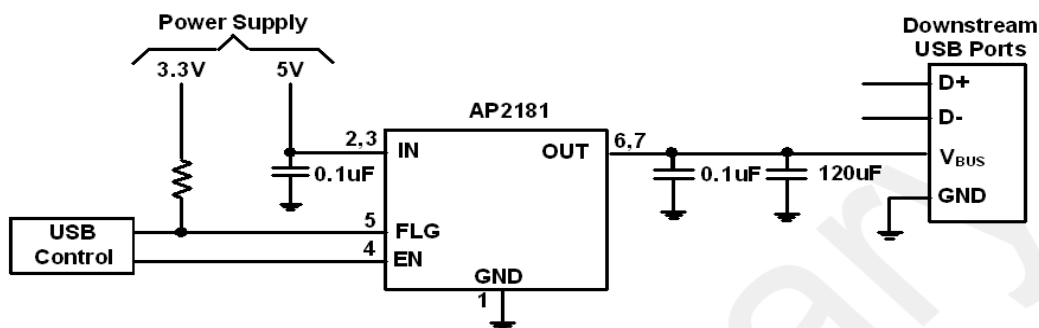 Power Supply
3.3V
5V
Downstream
USB Ports
AP2181
D+
D-
VBUS
GND
2,3
IN
OUT
6,7
0.1uF
0.1uF
120uF
USB
Control
5
FLG
4
EN
GND
1